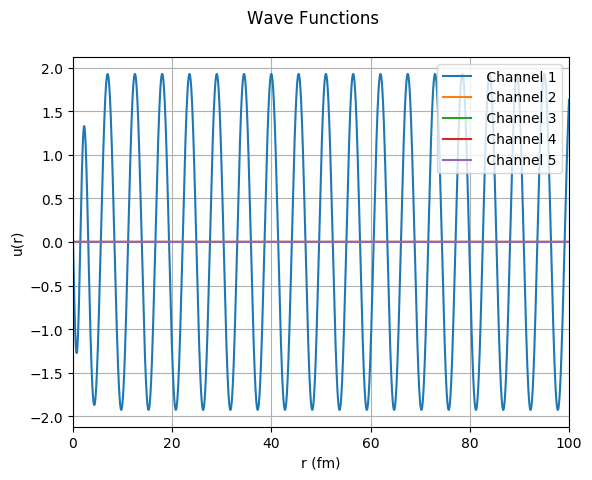 Wave Functions
2.0
1.5
1.0
0.5
0.0
−0.5
−1.0
−1.5
−2.0
u(r)
Channel 1
Channel 2
Channel 3
Channel 4
Channel 5
0 20 40 60 80 100
r (fm)